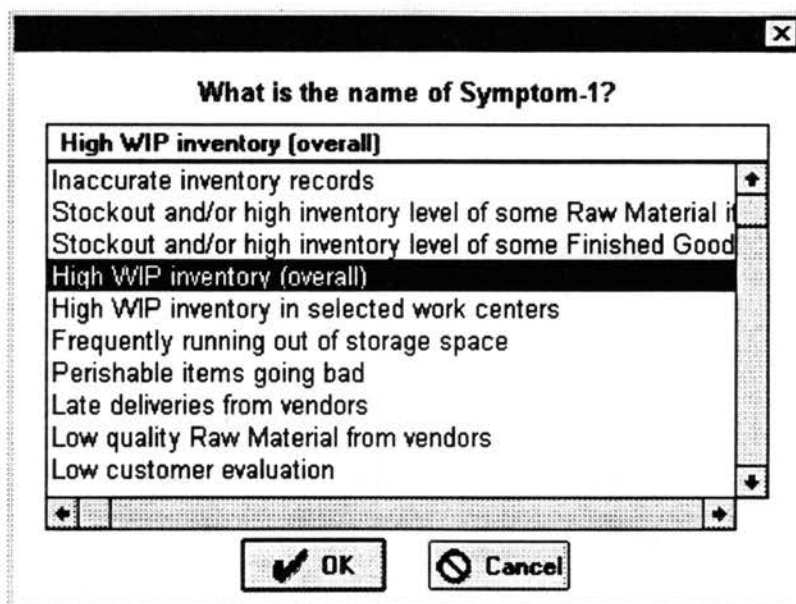 What is the name of Symptom-1?
High WIP inventory (overall)
Inaccurate inventory records
Stockout and/or high inventory level of some Raw Material
Stockout and/or high inventory level of some Finished Good
High WIP inventory (overall)
High WIP inventory in selected work centers
Frequently running out of storage space
Perishable items going bad
Late deliveries from vendors
Low quality Raw Material from vendors
Low customer evaluation
OK
Cancel